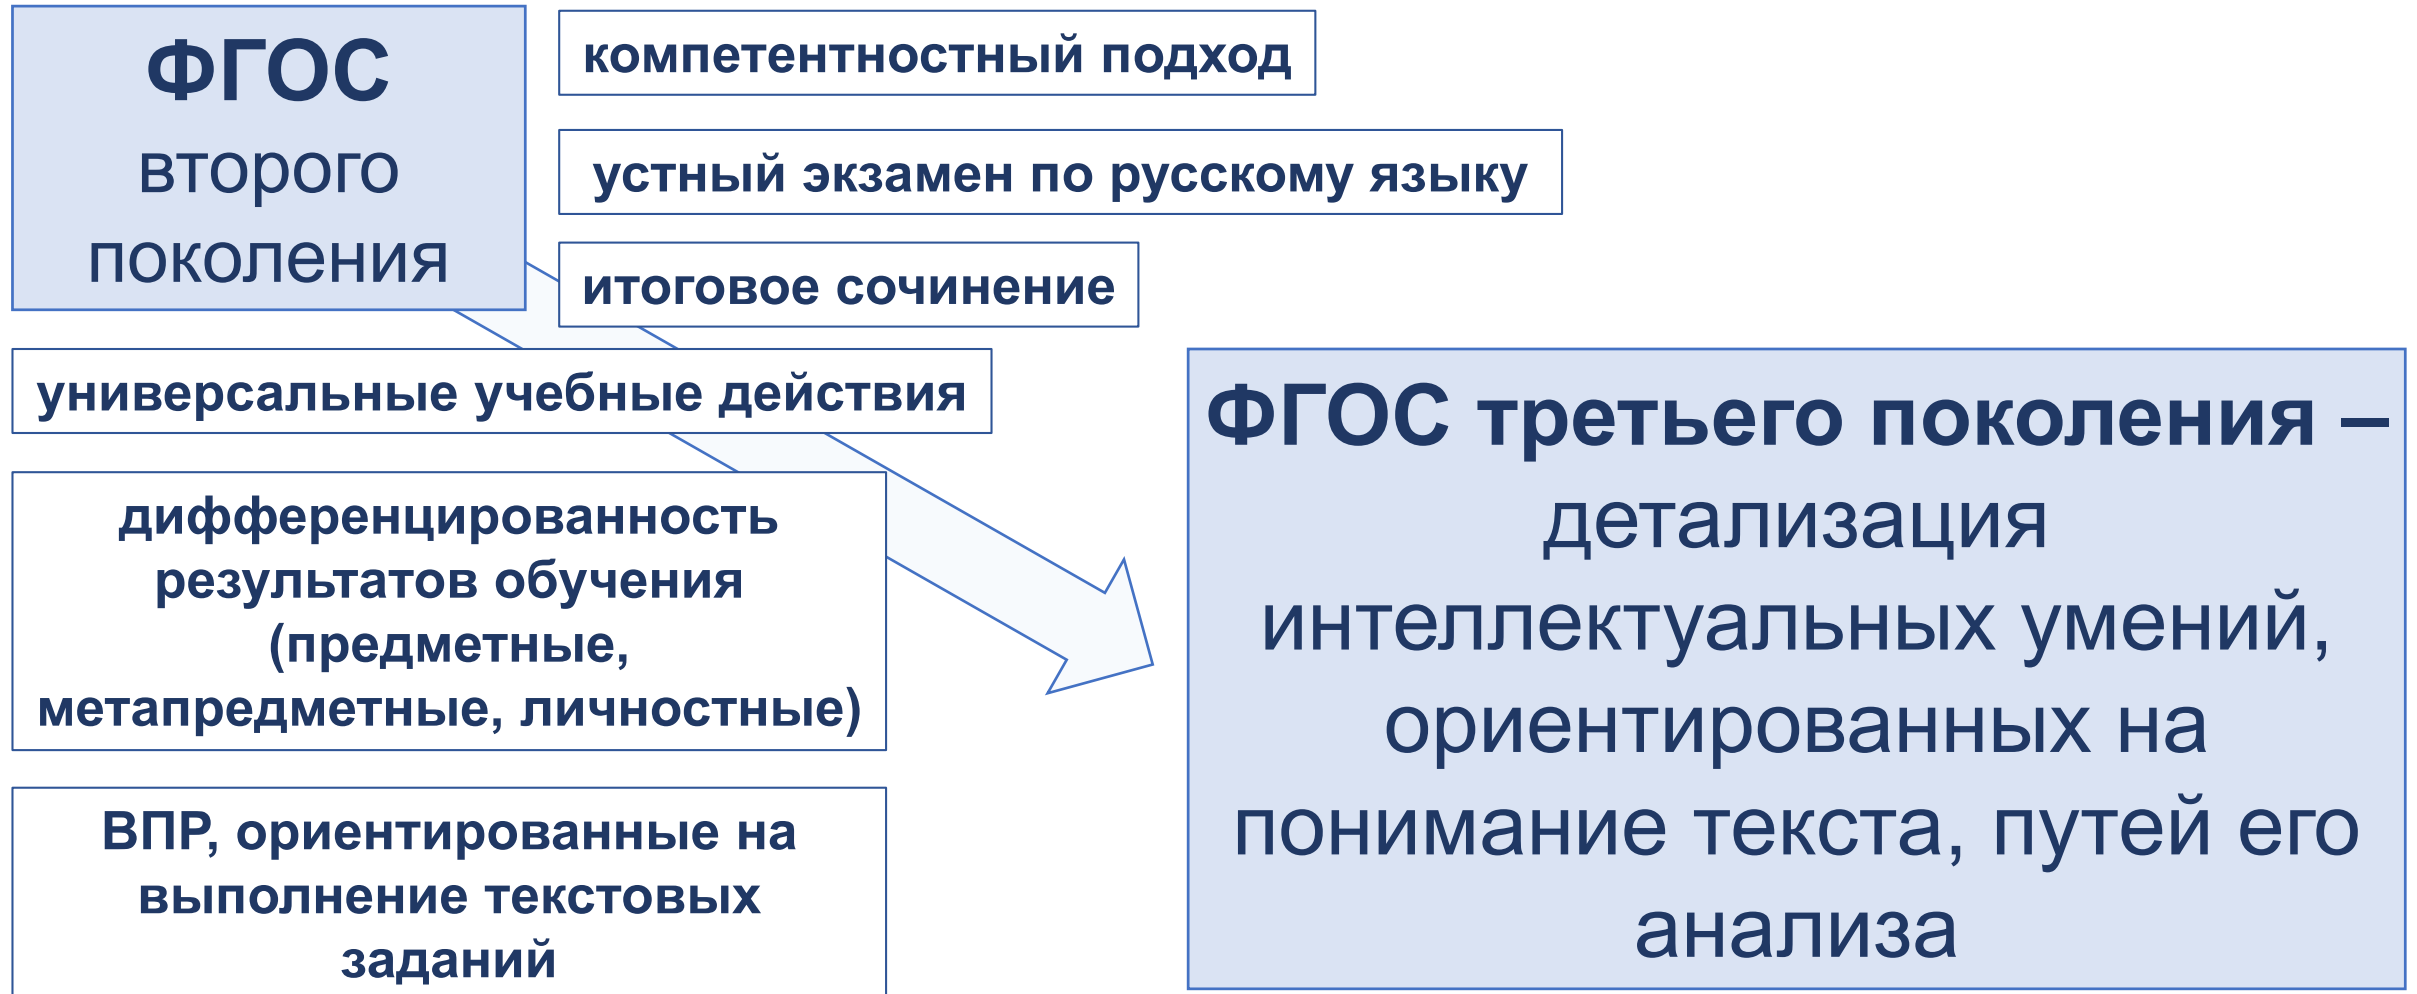 ФГОС
второго
поколения
компетентностный подход
устный экзамен по русскому языку
итоговое сочинение
универсальные учебные действия
дифференцированность
результатов обучения
(предметные,
метапредметные, личностные)
ВПР, ориентированные на
выполнение текстовых
заданий
ФГОС третьего поколения –
детализация
интеллектуальных умений,
ориентированных на
понимание текста, путей его
анализа